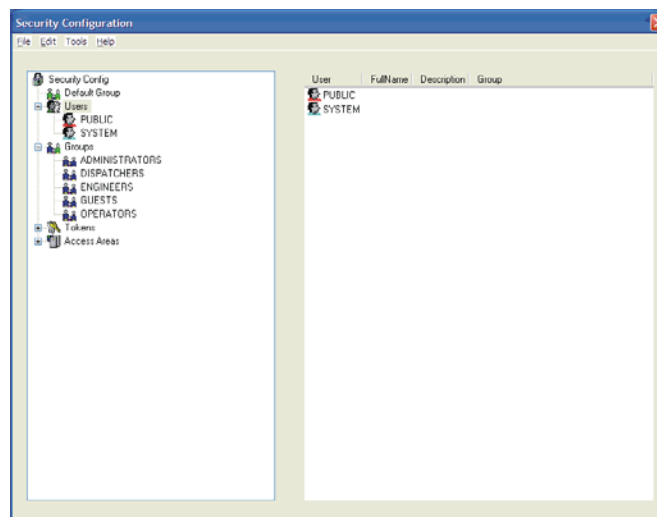 Security Configuration
File Edit Tools Help
Security Config
Default Group
Users
PUBLIC
SYSTEM
Groups
ADMINISTRATORS
DISPATCHERS
ENGINEERS
GUESTS
OPERATORS
Tokens
Access Areas
User FullName Description Group
PUBLIC
SYSTEM